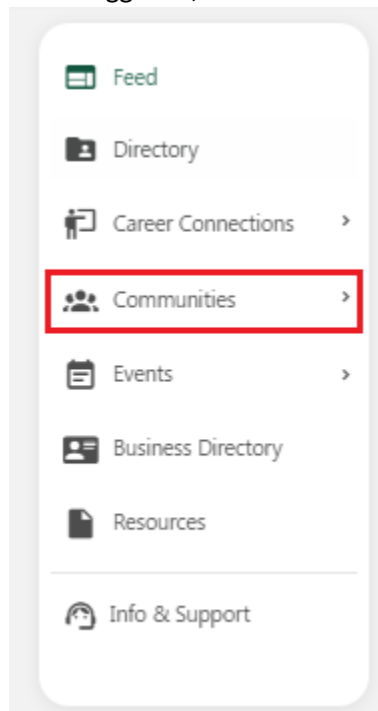 Feed
Directory
Career Connections
Communities
Events
Business Directory
Resources
Info & Support